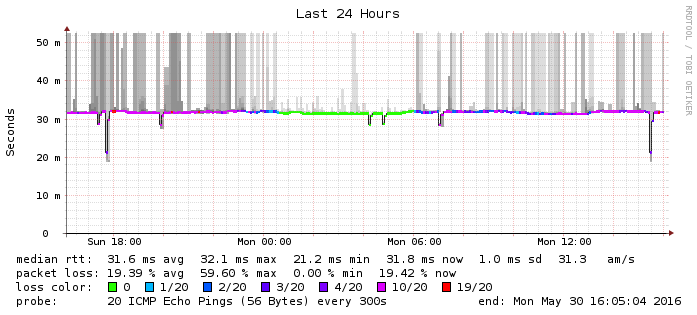 Last 24 Hours
RRDTOOL / TOBI OETIKER
Seconds
50 m
40 m
30 m
20 m
10 m
0
Sun 18:00 Mon 00:00 Mon 06:00 Mon 12:00
median rtt: 31.6 ms avg 32.1 ms max 21.2 ms min 31.8 ms now 1.0 ms sd 31.3 am/s
packet loss: 19.39 % avg 59.60 % max 0.00 % min 19.42 % now
loss color: 0 1/20 2/20 3/20 4/20 10/20 19/20
probe: 20 ICMP Echo Pings (56 Bytes) every 300s end: Mon May 30 16:05:04 2016